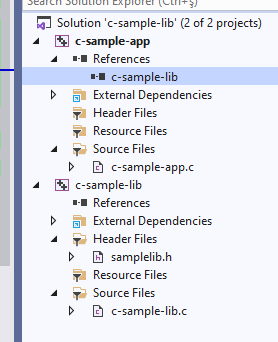 Search Solution Explorer (Ctrl+ş)
Solution 'c-sample-lib' (2 of 2 projects)
c-sample-app
References
c-sample-lib
External Dependencies
Header Files
Resource Files
Source Files
c-sample-app.c
c-sample-lib
References
External Dependencies
Header Files
samplelib.h
Resource Files
Source Files
c-sample-lib.c